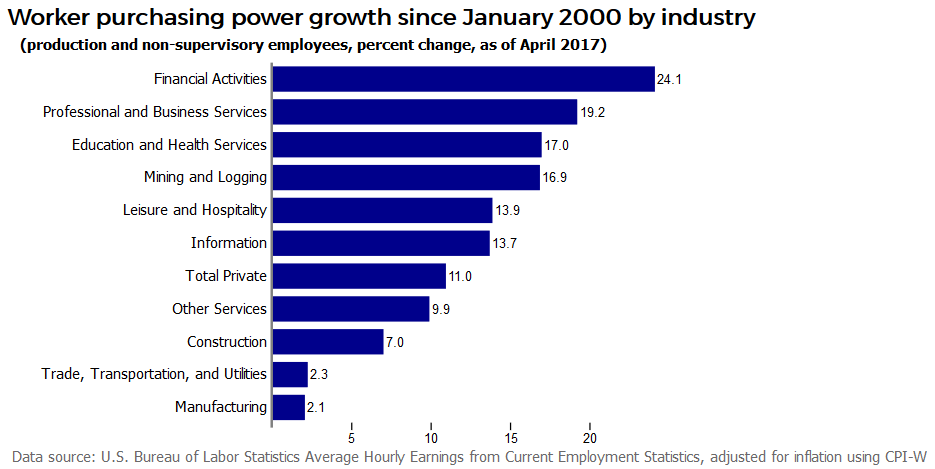 Worker purchasing power growth since January 2000 by industry
(production and non-supervisory employees, percent change, as of April 2017)
Financial Activities 24.1
Professional and Business Services 19.2
Education and Health Services 17.0
Mining and Logging 16.9
Leisure and Hospitality 13.9
Information 13.7
Total Private 11.0
Other Services 9.9
Construction 7.0
Trade, Transportation, and Utilities 2.3
Manufacturing 2.1
5 10 15 20
Data source: U.S. Bureau of Labor Statistics Average Hourly Earnings from Current Employment Statistics, adjusted for inflation using CPI-W